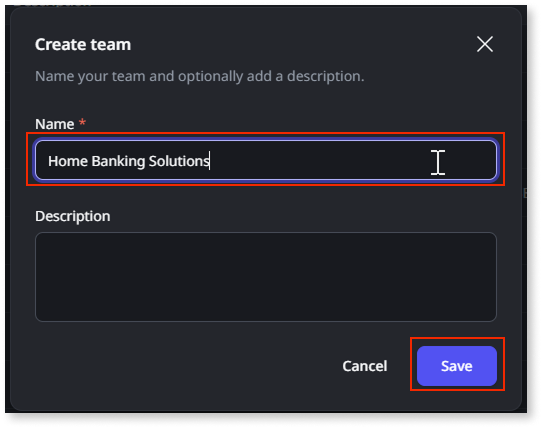 Create team
Name your team and optionally add a description.
Name *
Home Banking Solutions
Description
Cancel
Save